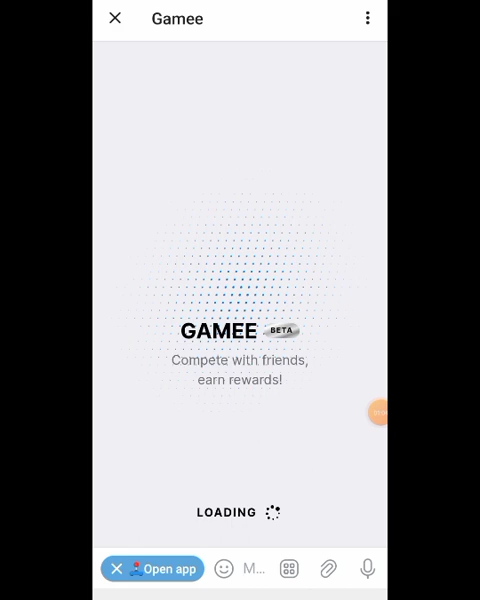 Gamee
GAMEE BETA
Compete with friends,
earn rewards!
LOADING
Open app
M...